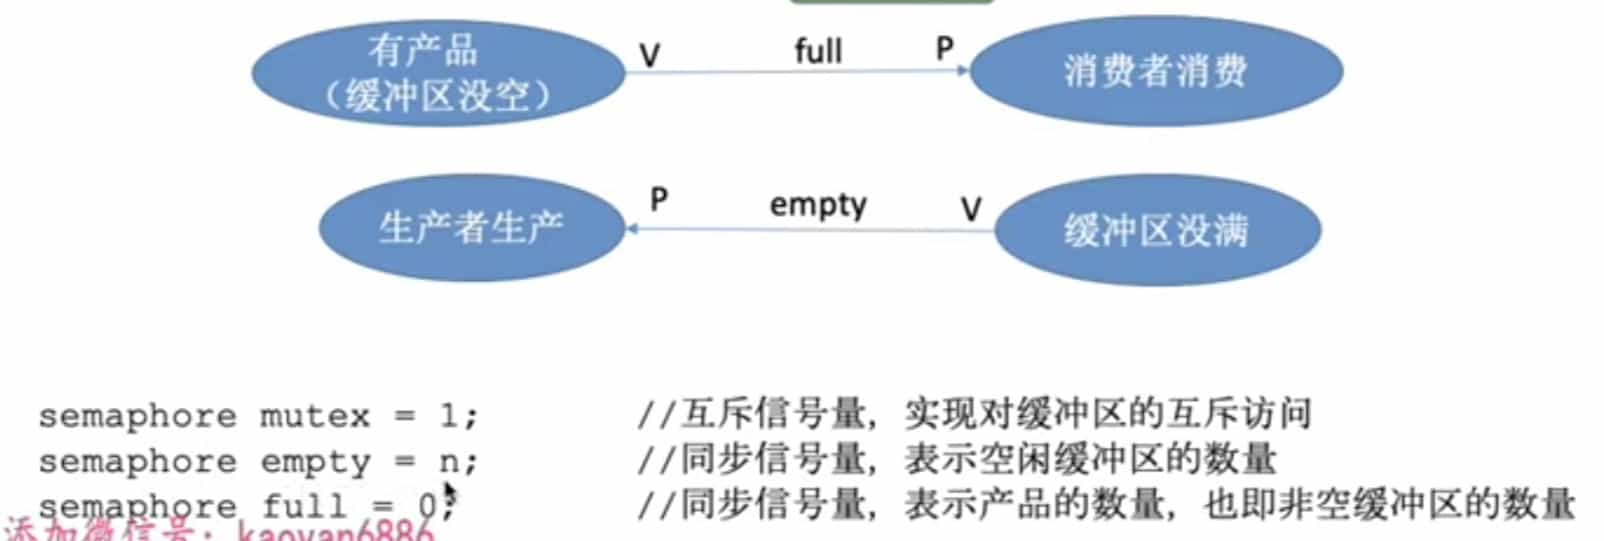 有产品
（缓冲区没空）
V
full
P
消费者消费
生产者生产
P
empty
V
缓冲区没满
semaphore mutex = 1; //互斥信号量，实现对缓冲区的互斥访问
semaphore empty = n; //同步信号量，表示空闲缓冲区的数量
semaphore full = 0; //同步信号量，表示产品的数量，也即非空缓冲区的数量
添加微信号：kaoyan6886